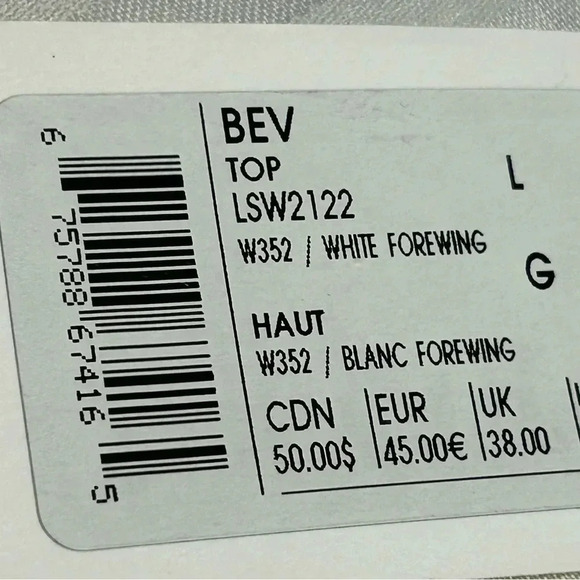 BEV
TOP
LSW2122
W352 / WHITE FOREWING
L
G
HAUT
W352 / BLANC FOREWING
CDN EUR UK
50.00$ 45.00€ 38.00
6 75788 67416 5